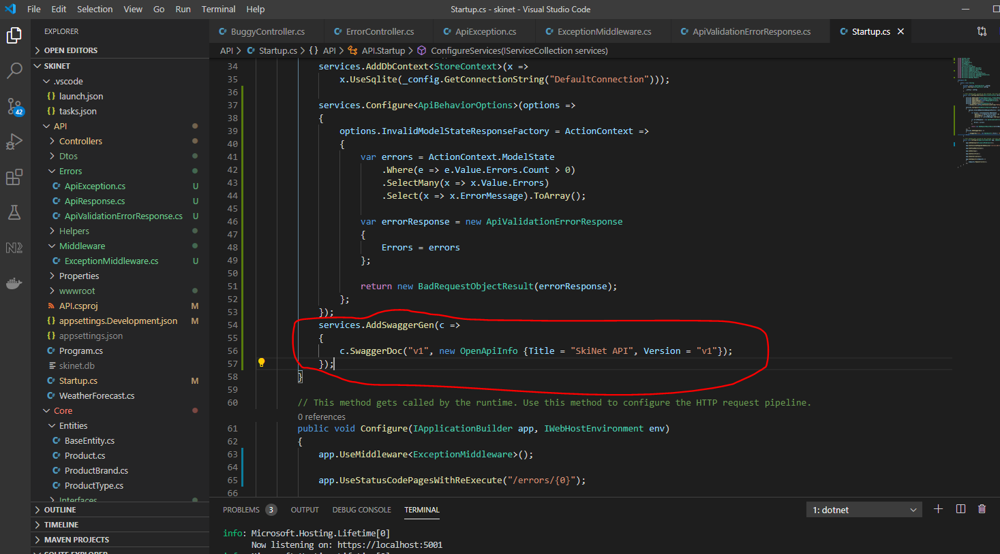 File Edit Selection View Go Run Terminal Help Startup.cs - skinet - Visual Studio Code
EXPLORER
OPEN EDITORS
SKINET
.vscode
launch.json
tasks.json
API
Controllers
Dtos
Errors
ApiException.cs U
ApiResponse.cs U
ApiValidationErrorResponse.cs U
Helpers
Middleware
ExceptionMiddleware.cs U
Properties
wwwroot
API.csproj M
appsettings.Development.json M
appsettings.json
Program.cs
skinet.db
Startup.cs M
WeatherForecast.cs
Core
Entities
BaseEntity.cs
Product.cs
ProductBrand.cs
ProductType.cs
Interfaces
OUTLINE
TIMELINE
MAVEN PROJECTS
SQLITE EXPLORER
42
BuggyController.cs ErrorController.cs ApiException.cs ExceptionMiddleware.cs ApiValidationErrorResponse.cs Startup.cs
API > Startup.cs > {} API > API.Startup > ConfigureServices(IServiceCollection services)
34 services.AddDbContext<StoreContext>(x =>
35 x.UseSqlite(_config.GetConnectionString("DefaultConnection")));
36
37 services.Configure<ApiBehaviorOptions>(options =>
38 {
39 options.InvalidModelStateResponseFactory = ActionContext =>
40 {
41 var errors = ActionContext.ModelState
42 .Where(e => e.Value.Errors.Count > 0)
43 .SelectMany(x => x.Value.Errors)
44 .Select(x => x.ErrorMessage).ToArray();
45
46 var errorResponse = new ApiValidationErrorResponse
47 {
48 Errors = errors
49 };
50
51 return new BadRequestObjectResult(errorResponse);
52 };
53 });
54 services.AddSwaggerGen(c =>
55 {
56 c.SwaggerDoc("v1", new OpenApiInfo {Title = "SkiNet API", Version = "v1"});
57 });
58 }
59
60 // This method gets called by the runtime. Use this method to configure the HTTP request pipeline.
0 references
61 public void Configure(IApplicationBuilder app, IWebHostEnvironment env)
62 {
63 app.UseMiddleware<ExceptionMiddleware>();
64
65 app.UseStatusCodePagesWithReExecute("/errors/{0}");
66
PROBLEMS 3 OUTPUT DEBUG CONSOLE TERMINAL 1: dotnet
info: Microsoft.Hosting.Lifetime[0]
Now listening on: https://localhost:5001